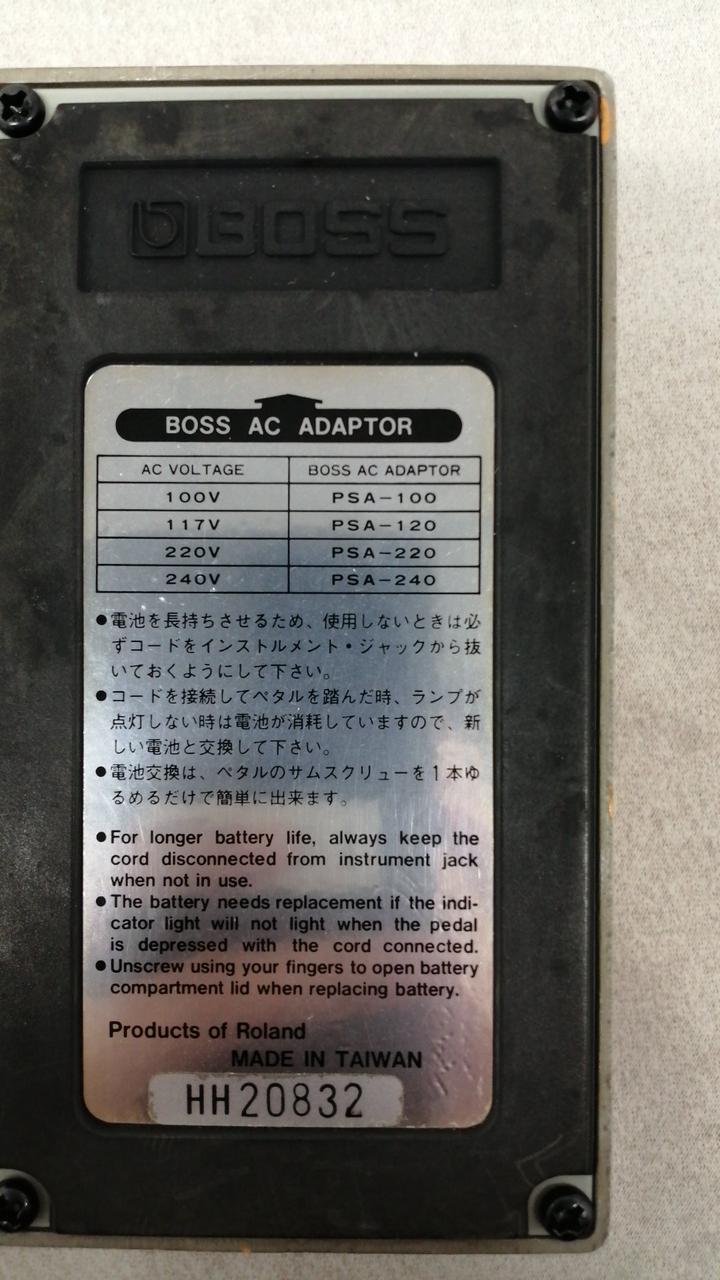 BOSS
BOSS AC ADAPTOR
AC VOLTAGE BOSS AC ADAPTOR
100V PSA-100
117V PSA-120
220V PSA-220
240V PSA-240
●電池を長持ちさせるため、使用しないときは必
ずコードをインストルメント・ジャックから抜
いておくようにして下さい。
●コードを接続してペタルを踏んだ時、ランプが
点灯しない時は電池が消耗していますので、新
しい電池と交換して下さい。
●電池交換は、ペタルのサムスクリューを1本ゆ
るめるだけで簡単に出来ます。
●For longer battery life, always keep the
cord disconnected from instrument jack
when not in use.
●The battery needs replacement if the indi-
cator light will not light when the pedal
is depressed with the cord connected.
●Unscrew using your fingers to open battery
compartment lid when replacing battery.
Products of Roland
MADE IN TAIWAN
HH20832